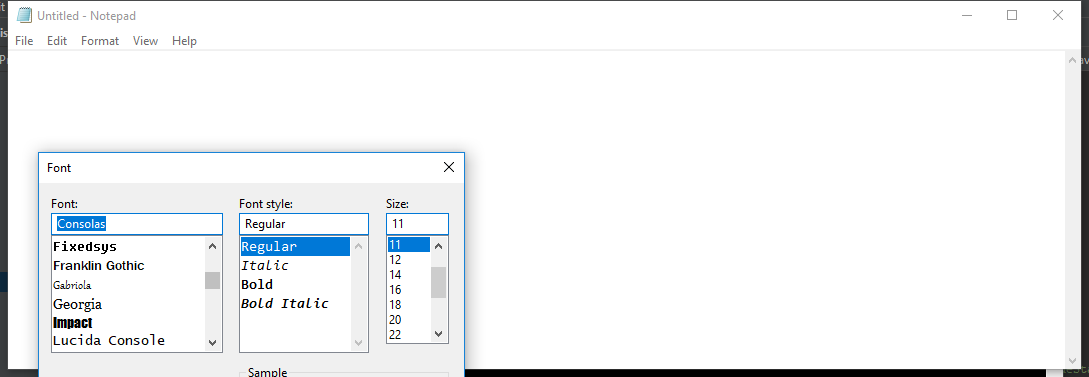 Untitled - Notepad
File Edit Format View Help
Font
Font: Font style: Size:
Consolas Regular 11
Fixedsys Regular 11
Franklin Gothic Italic 12
Gabriola Bold 14
Georgia Bold Italic 16
Impact 18
Lucida Console 20
22
Sample